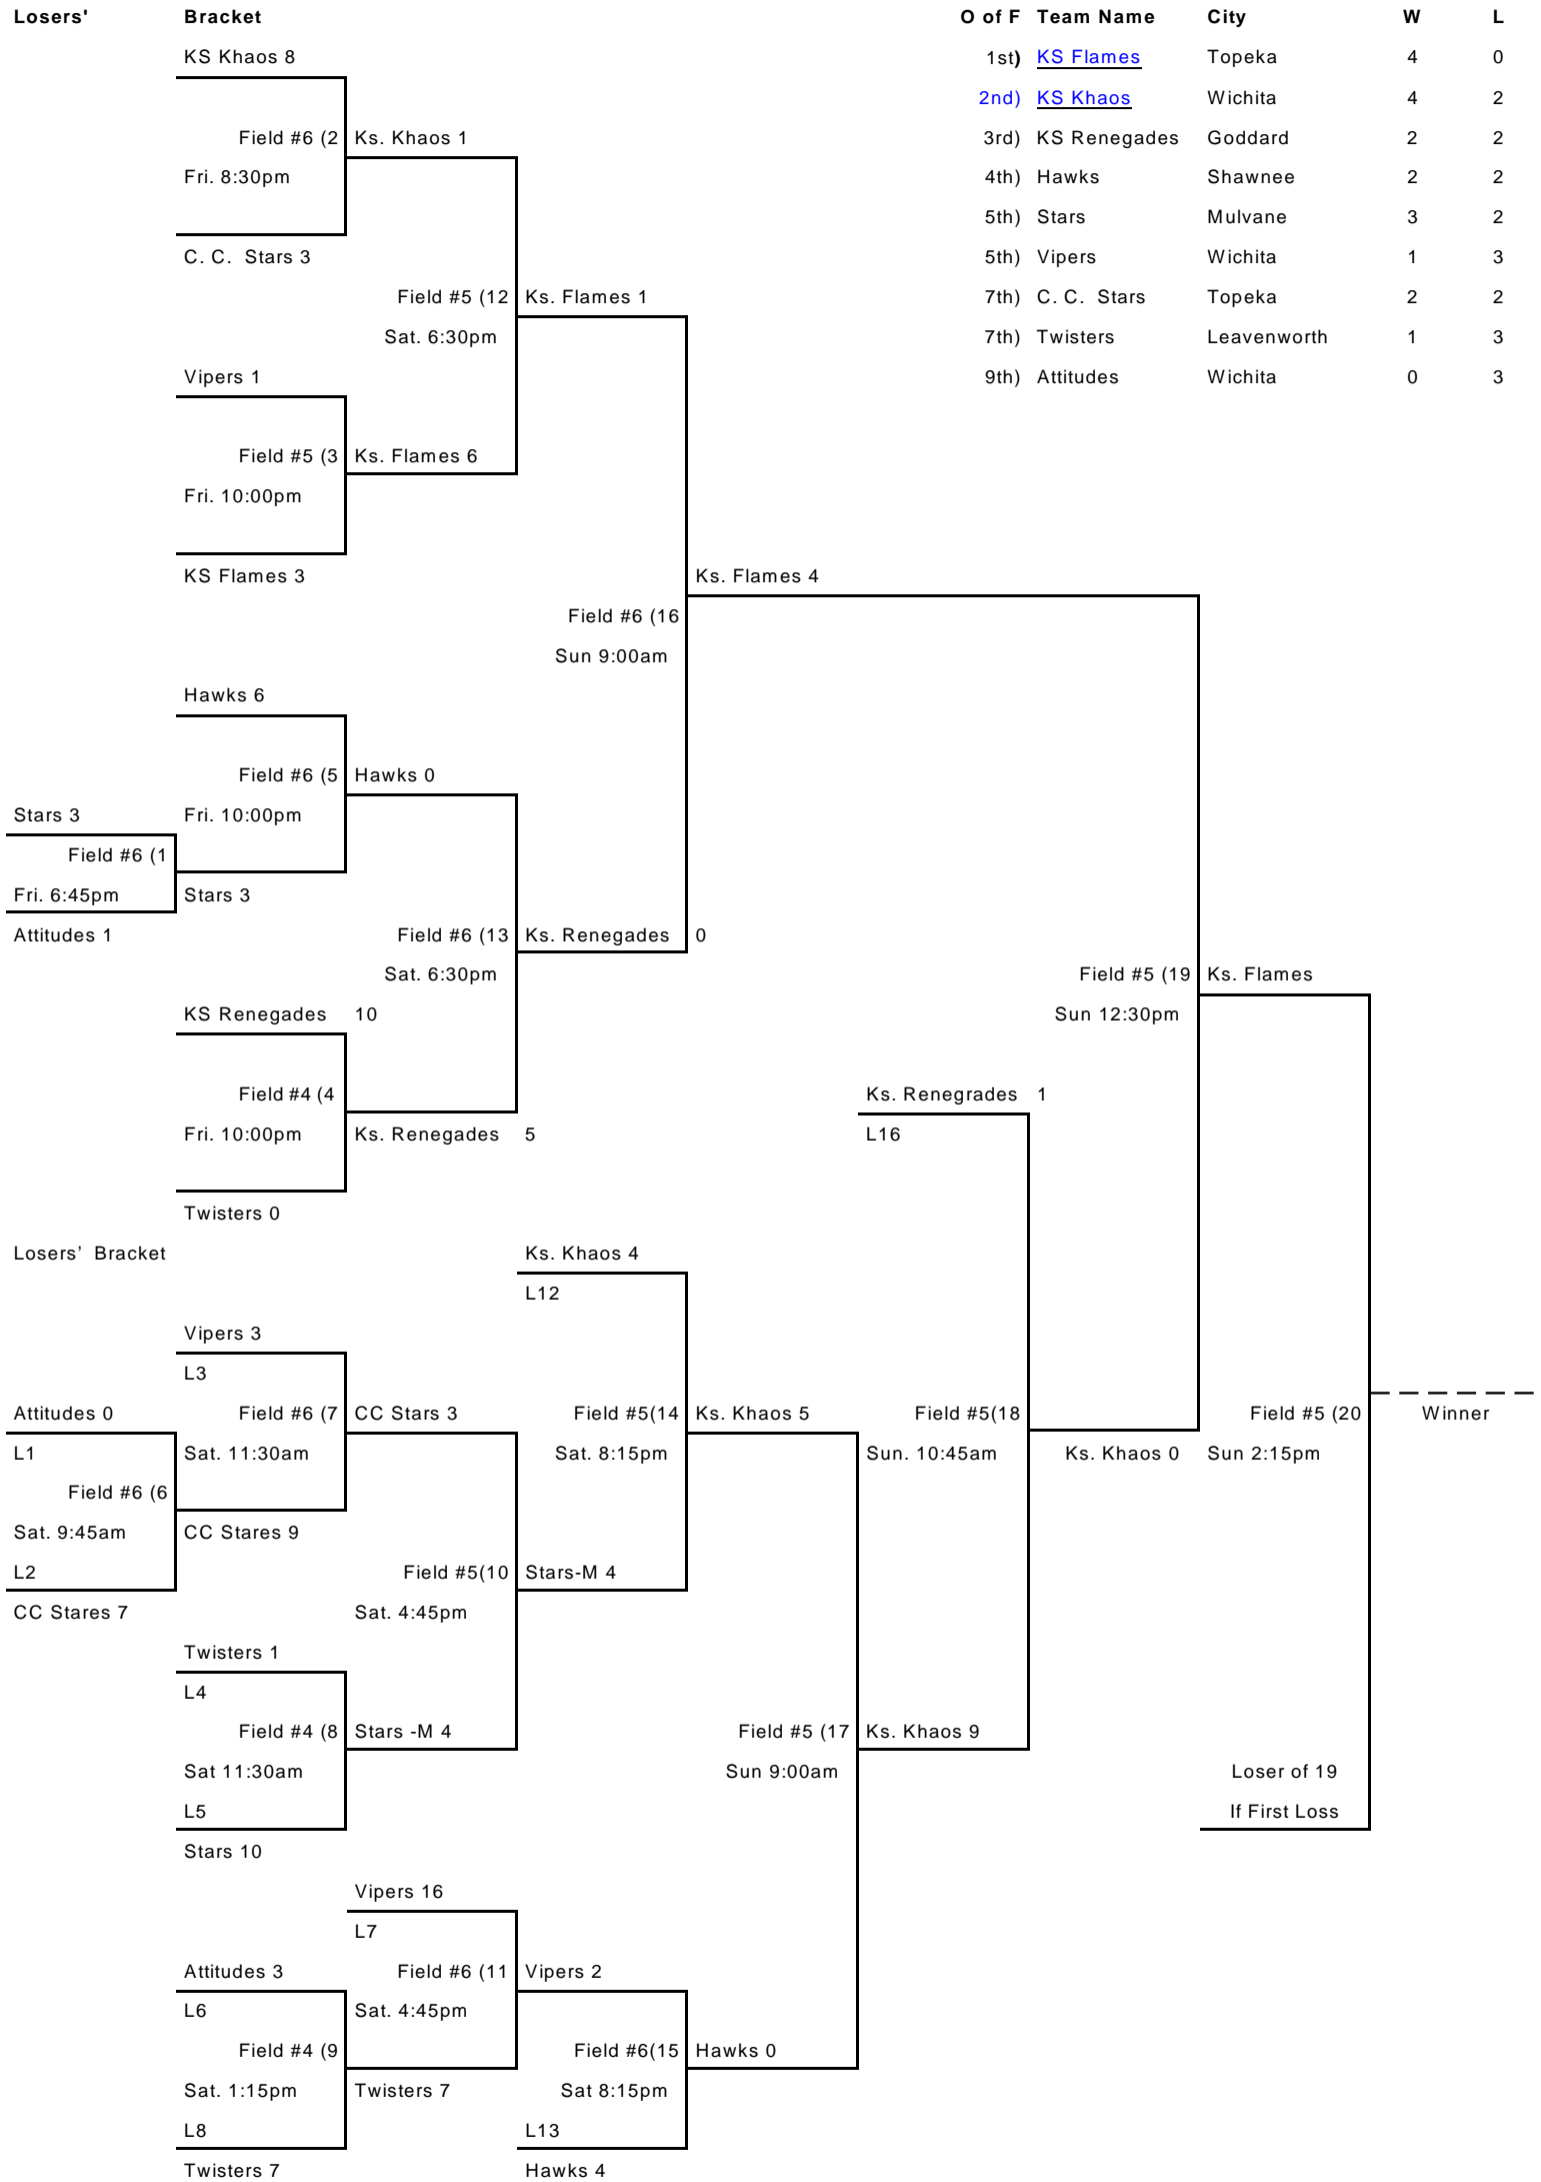 Losers' Bracket O of F Team Name City W L
KS Khaos 8 1st) KS Flames Topeka 4 0
2nd) KS Khaos Wichita 4 2
Field #6 (2 Ks. Khaos 1 3rd) KS Renegades Goddard 2 2
Fri. 8:30pm 4th) Hawks Shawnee 2 2
5th) Stars Mulvane 3 2
C. C. Stars 3 5th) Vipers Wichita 1 3
Field #5 (12 Ks. Flames 1 7th) C. C. Stars Topeka 2 2
Sat. 6:30pm 7th) Twisters Leavenworth 1 3
Vipers 1 9th) Attitudes Wichita 0 3
Field #5 (3 Ks. Flames 6
Fri. 10:00pm
KS Flames 3 Ks. Flames 4
Field #6 (16
Sun 9:00am
Hawks 6
Field #6 (5 Hawks 0
Stars 3 Fri. 10:00pm
Field #6 (1
Fri. 6:45pm Stars 3
Attitudes 1 Field #6 (13 Ks. Renegades 0
Sat. 6:30pm Field #5 (19 Ks. Flames
KS Renegades 10 Sun 12:30pm
Field #4 (4 Ks. Renegrades 1
Fri. 10:00pm Ks. Renegades 5 L16
Twisters 0
Losers' Bracket Ks. Khaos 4
L12
Vipers 3
L3
Attitudes 0 Field #6 (7 CC Stars 3 Field #5(14 Ks. Khaos 5 Field #5(18 Field #5 (20 Winner
L1 Sat. 11:30am Sat. 8:15pm Sun. 10:45am Ks. Khaos 0 Sun 2:15pm
Field #6 (6
Sat. 9:45am CC Stares 9
L2 Field #5(10 Stars-M 4
CC Stares 7 Sat. 4:45pm
Twisters 1
L4
Field #4 (8 Stars -M 4 Field #5 (17 Ks. Khaos 9
Sat 11:30am Sun 9:00am Loser of 19
L5 If First Loss
Stars 10
Vipers 16
L7
Attitudes 3 Field #6 (11 Vipers 2
L6 Sat. 4:45pm
Field #4 (9 Field #6(15 Hawks 0
Sat. 1:15pm Twisters 7 Sat 8:15pm
L8 L13
Twisters 7 Hawks 4